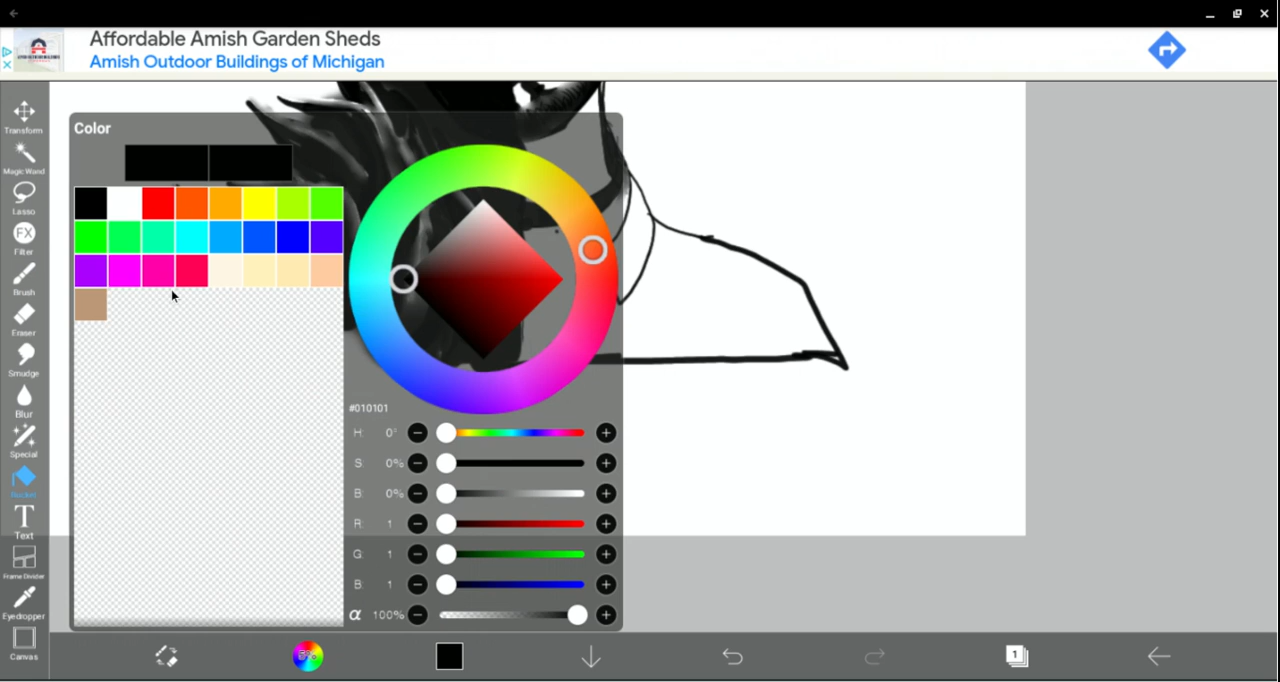 Affordable Amish Garden Sheds
Amish Outdoor Buildings of Michigan
Transform
Magic Wand
Lasso
FX
Filter
Brush
Eraser
Smudge
Blur
Special
Bucket
T
Text
Frame Divider
Eyedropper
Canvas
Color
#010101
H: 0°
S: 0%
B: 0%
R: 1
G: 1
B: 1
α 100%
1